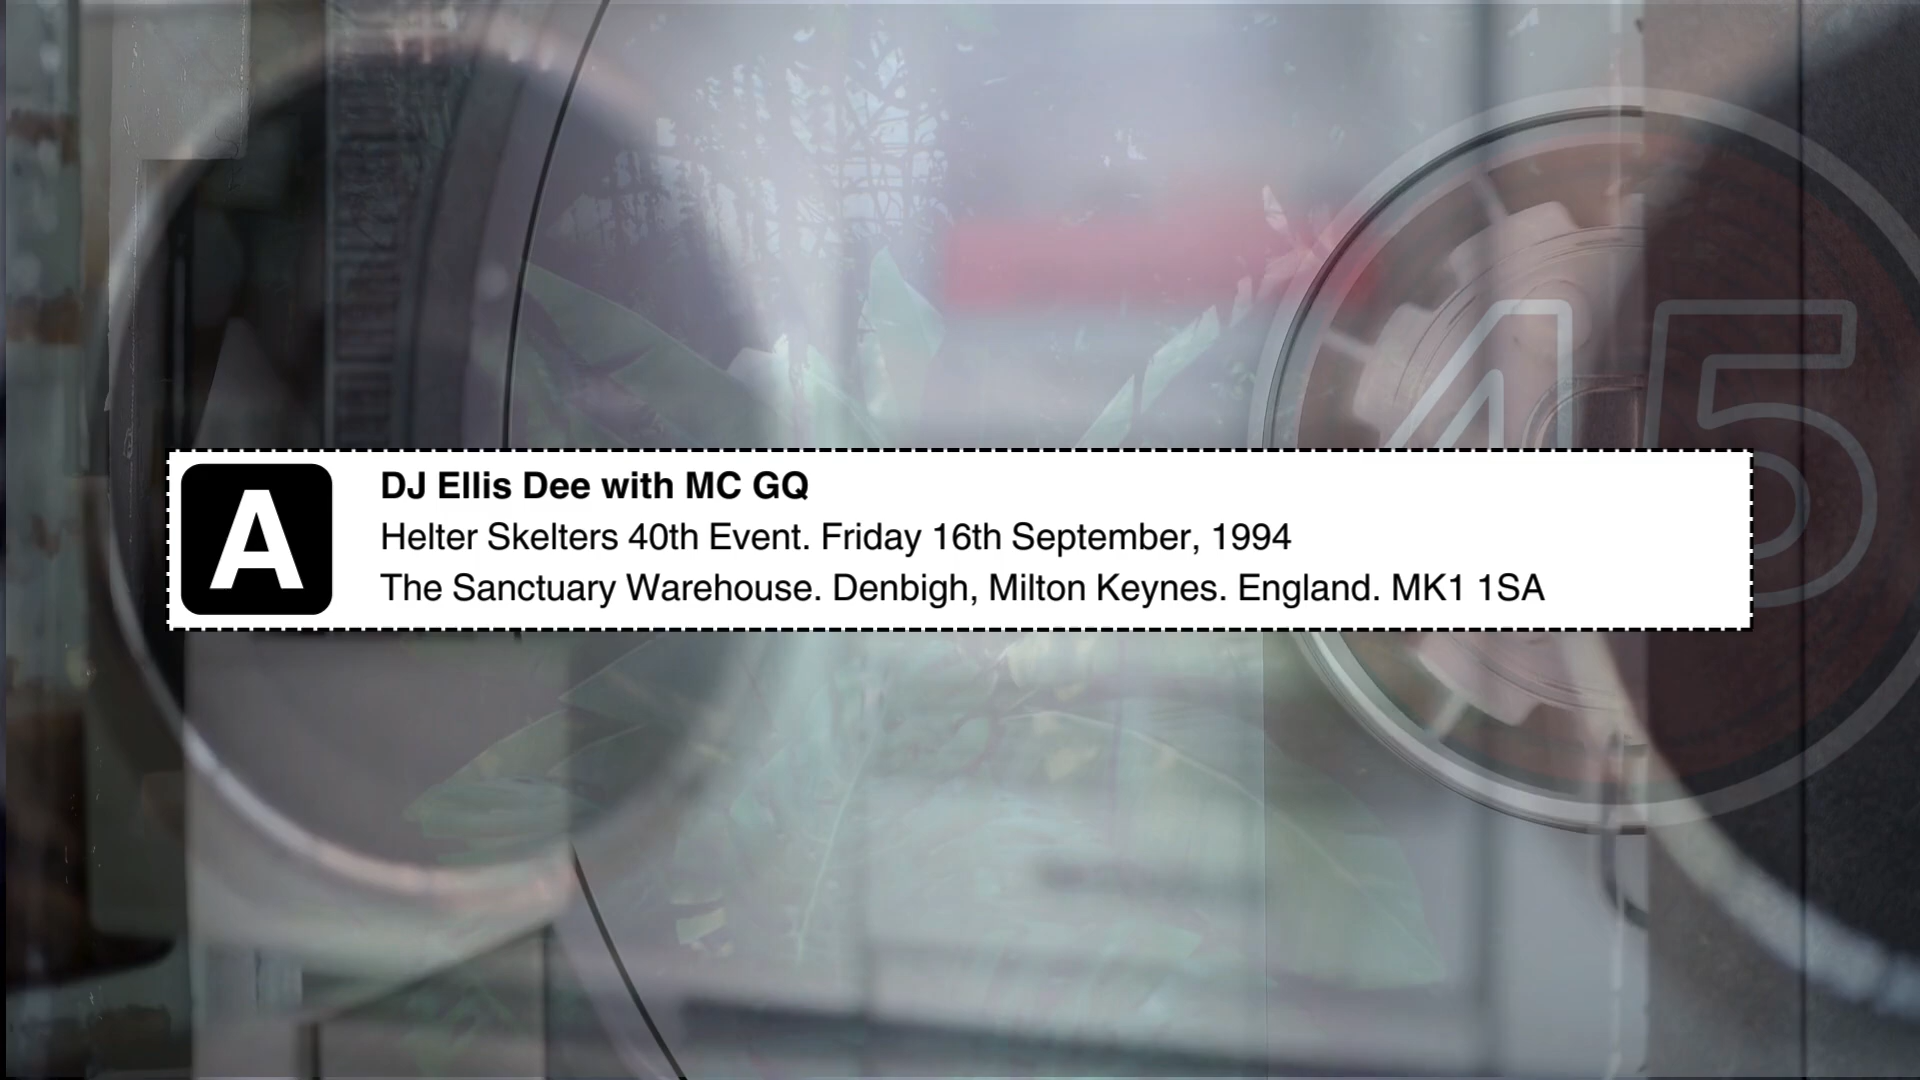 45
A
DJ Ellis Dee with MC GQ
Helter Skelters 40th Event. Friday 16th September, 1994
The Sanctuary Warehouse. Denbigh, Milton Keynes. England. MK1 1SA